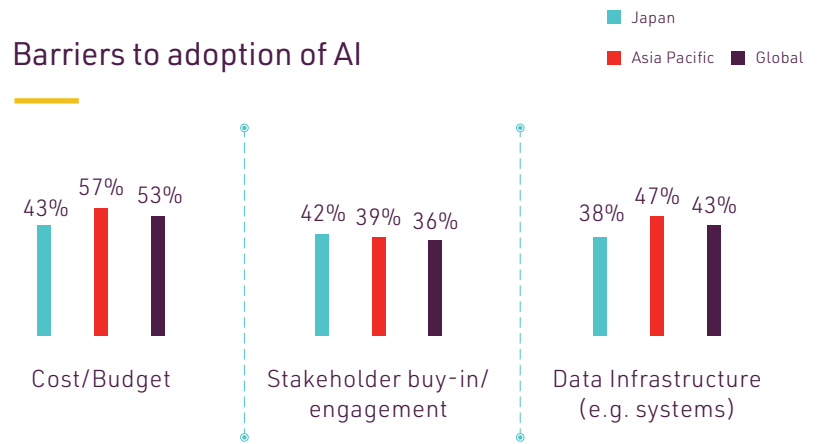 Japan
Barriers to adoption of AI
Asia Pacific Global
43% 57% 53%
Cost/Budget
42% 39% 36%
Stakeholder buy-in/
engagement
38% 47% 43%
Data Infrastructure
(e.g. systems)